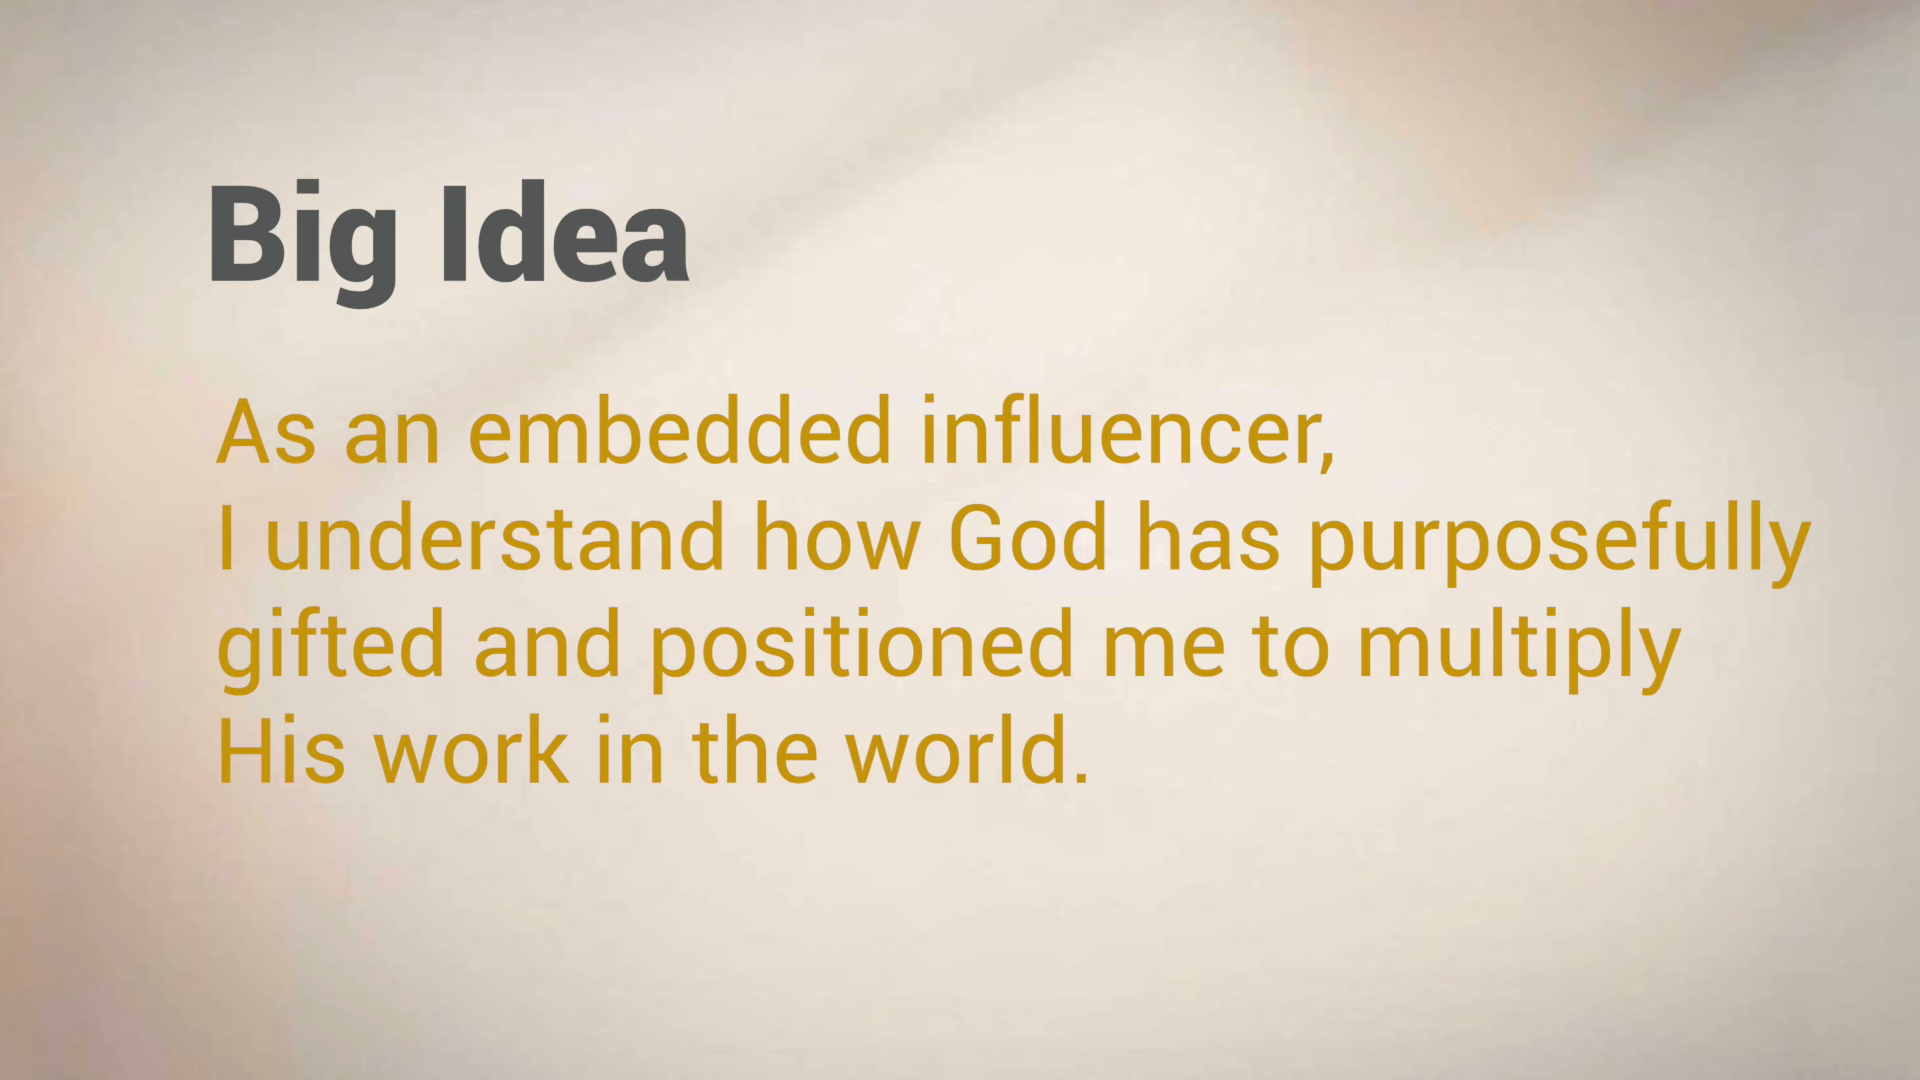 Big Idea
As an embedded influencer,
I understand how God has purposefully
gifted and positioned me to multiply
His work in the world.